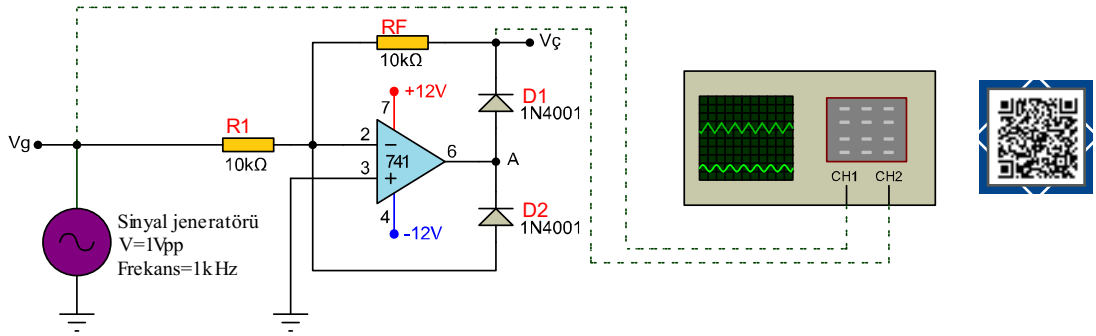 RF
10kΩ
Vç
+12V
7
D1
1N4001
Vg
R1
10kΩ
2
741
6
A
3
4
-12V
D2
1N4001
Sinyal jeneratörü
V=1Vpp
Frekans=1kHz
CH1 CH2